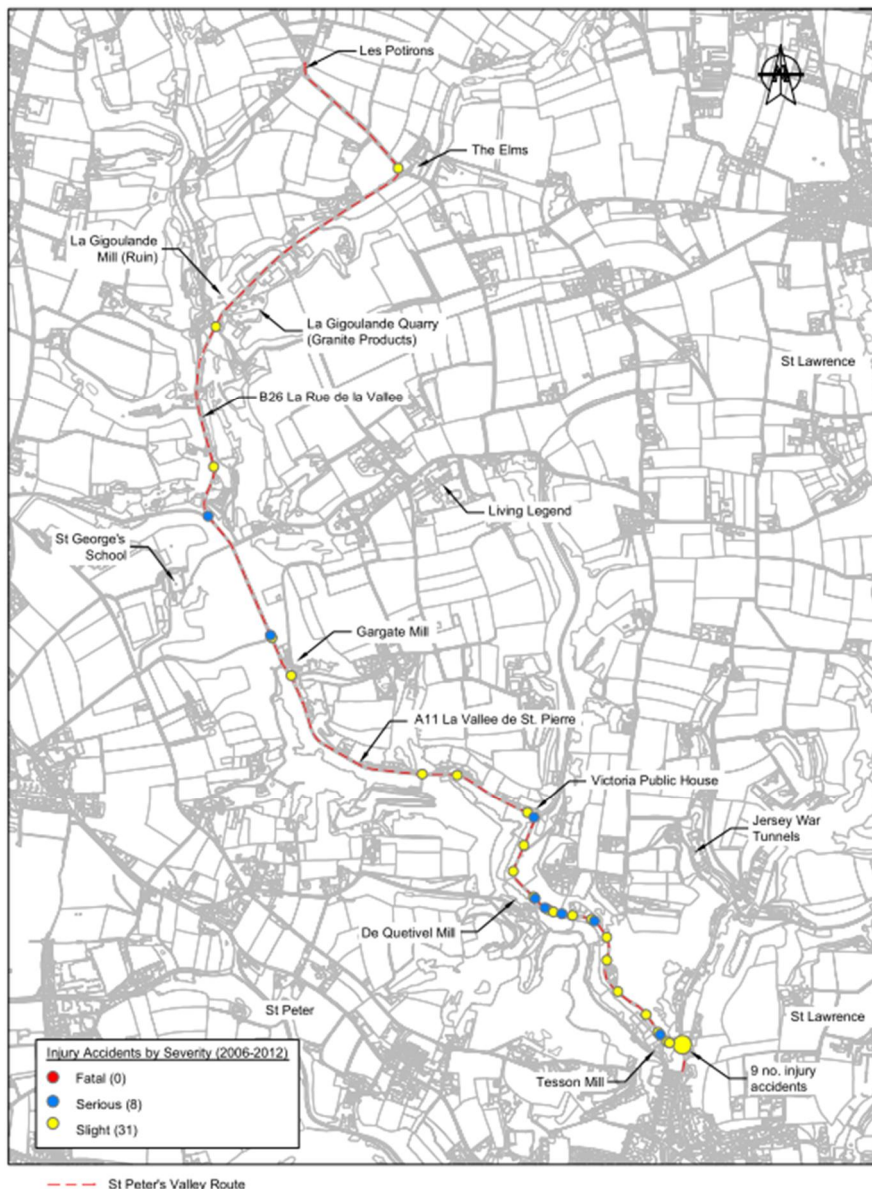 Les Potirons
The Elms
La Gigoulande
Mill (Ruin)
La Gigoulande Quarry
(Granite Products)
St Lawrence
B26 La Rue de la Vallee
Living Legend
St George's
School
Gargate Mill
A11 La Vallee de St. Pierre
Victoria Public House
Jersey War
Tunnels
De Quetivel Mill
St Peter
St Lawrence
Tesson Mill
9 no. injury
accidents
Injury Accidents by Severity (2006-2012)
Fatal (0)
Serious (8)
Slight (31)
St Peter's Valley Route